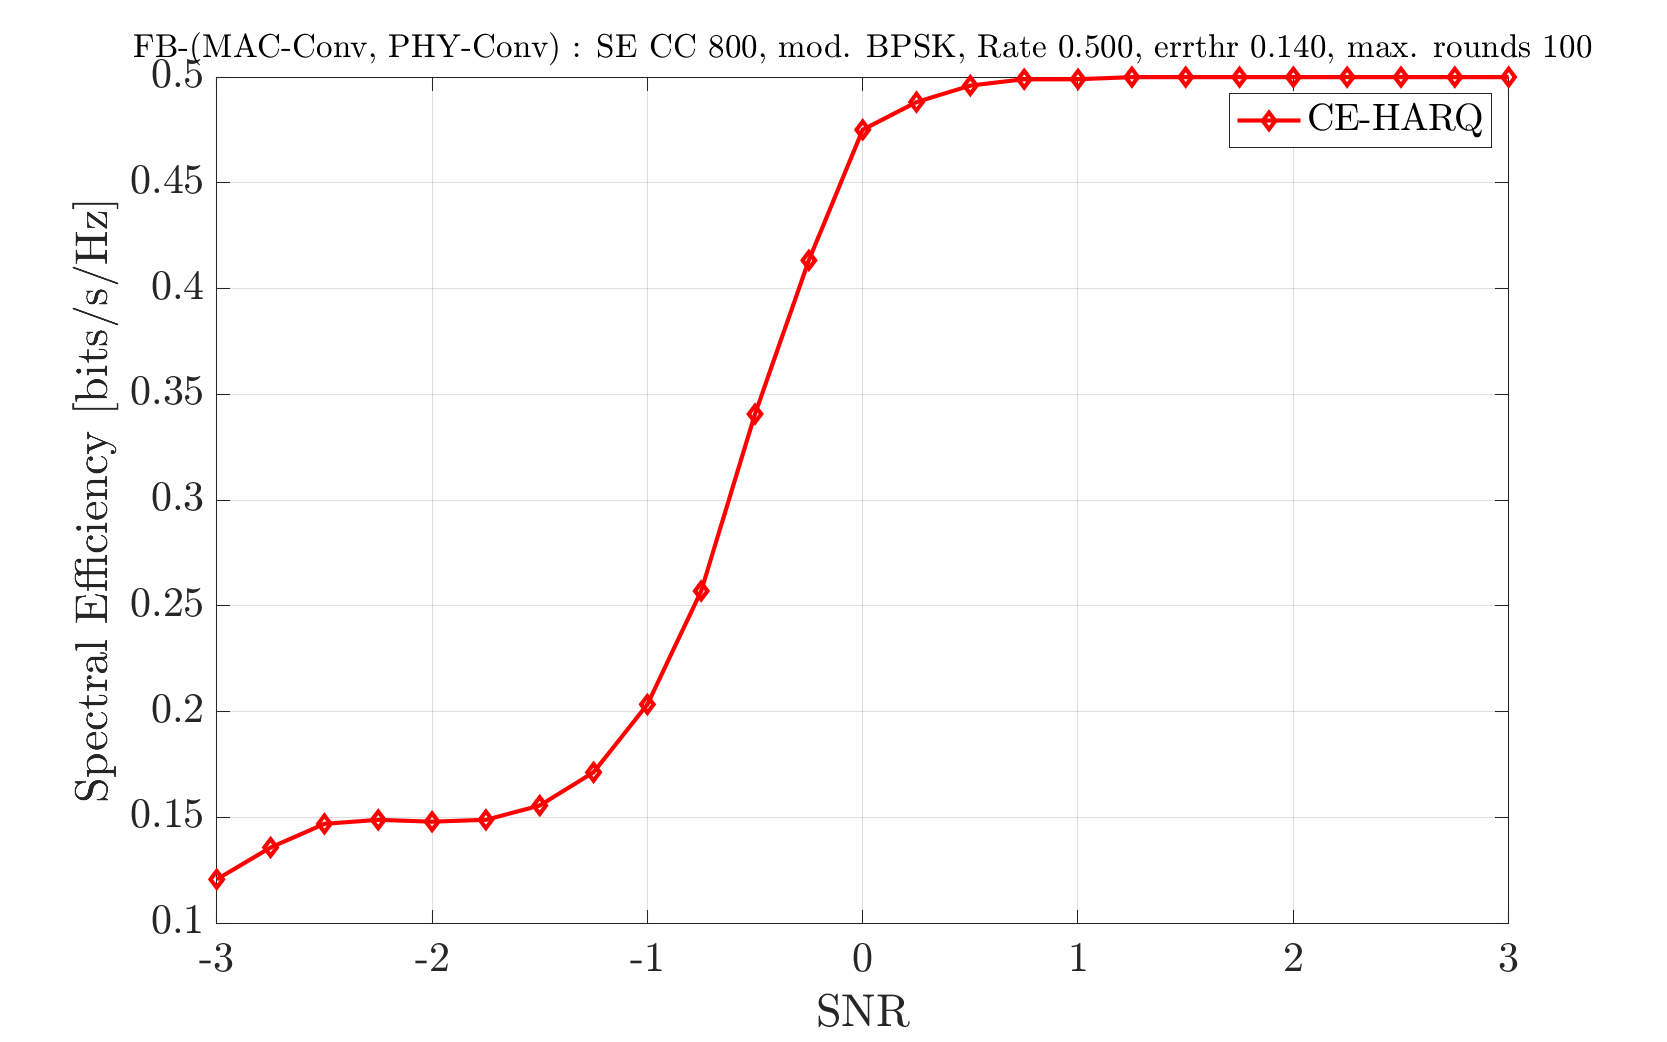 FB-(MAC-Conv, PHY-Conv) : SE CC 800, mod. BPSK, Rate 0.500, errthr 0.140, max. rounds 100
0.5
CE-HARQ
0.45
0.4
0.35
0.3
0.25
0.2
0.15
0.1
Spectral Efficiency [bits/s/Hz]
-3 -2 -1 0 1 2 3
SNR